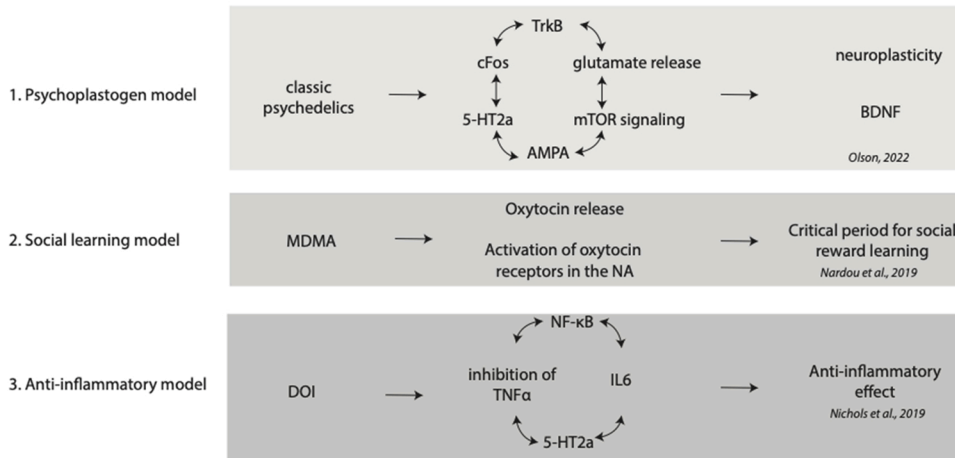 1. Psychoplastogen model
classic
psychedelics
TrkB
cFos
glutamate release
5-HT2a
mTOR signaling
AMPA
neuroplasticity
BDNF
Olson, 2022
2. Social learning model
MDMA
Oxytocin release
Activation of oxytocin
receptors in the NA
Critical period for social
reward learning
Nardou et al., 2019
3. Anti-inflammatory model
DOI
NF-κB
inhibition of
TNFα
IL6
5-HT2a
Anti-inflammatory
effect
Nichols et al., 2019